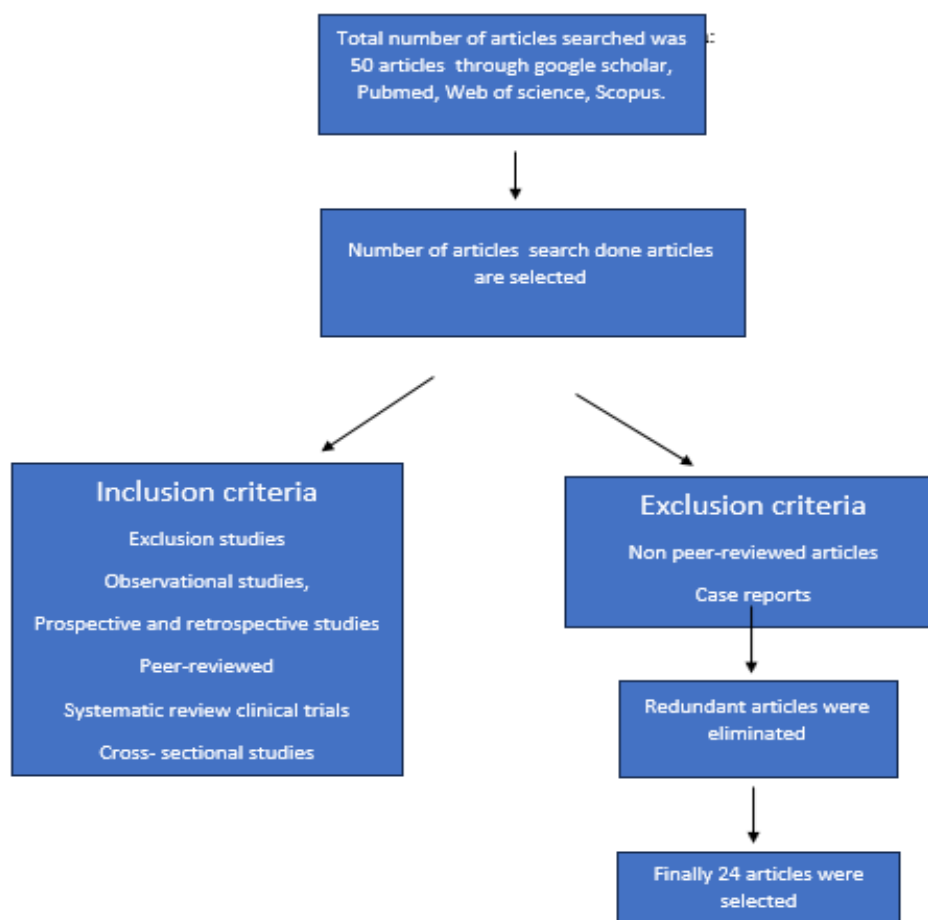 Total number of articles searched was
50 articles through google scholar,
Pubmed, Web of science, Scopus.
Number of articles search done articles
are selected
Inclusion criteria
Exclusion studies
Observational studies,
Prospective and retrospective studies
Peer-reviewed
Systematic review clinical trials
Cross- sectional studies
Exclusion criteria
Non peer-reviewed articles
Case reports
Redundant articles were
eliminated
Finally 24 articles were
selected